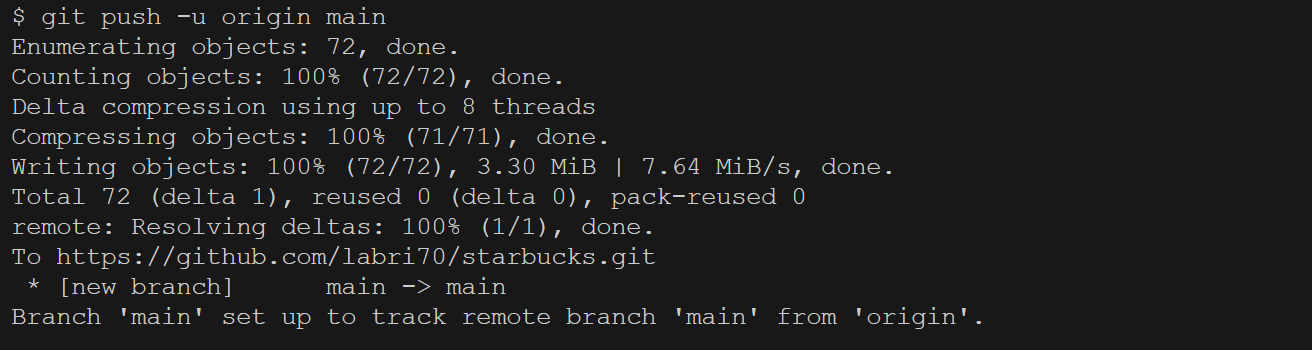 $ git push -u origin main
Enumerating objects: 72, done.
Counting objects: 100% (72/72), done.
Delta compression using up to 8 threads
Compressing objects: 100% (71/71), done.
Writing objects: 100% (72/72), 3.30 MiB | 7.64 MiB/s, done.
Total 72 (delta 1), reused 0 (delta 0), pack-reused 0
remote: Resolving deltas: 100% (1/1), done.
To https://github.com/labri70/starbucks.git
 * [new branch]      main -> main
Branch 'main' set up to track remote branch 'main' from 'origin'.